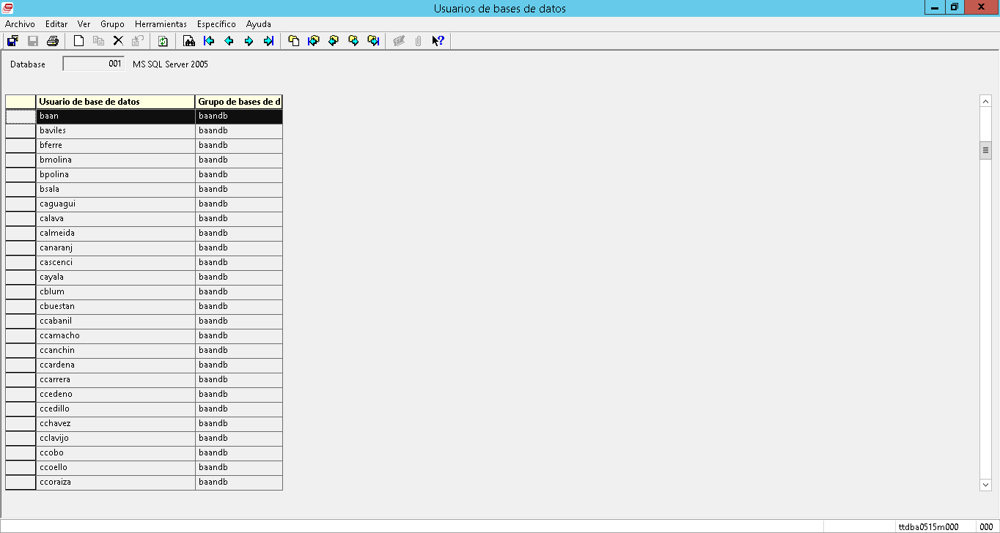 Usuarios de bases de datos
Archivo Editar Ver Grupo Herramientas Específico Ayuda
Database 001 MS SQL Server 2005
Usuario de base de datos Grupo de bases de d
baan baandb
baviles baandb
bferre baandb
bmolina baandb
bpolina baandb
bsala baandb
caguagui baandb
calava baandb
calmeida baandb
canaranj baandb
cascenci baandb
cayala baandb
cblum baandb
cbuestan baandb
ccabanil baandb
ccamacho baandb
ccanchin baandb
ccardena baandb
ccarrera baandb
ccedeno baandb
ccedillo baandb
cchavez baandb
cclavijo baandb
ccobo baandb
ccoello baandb
ccoraiza baandb
ttdba0515m000 000